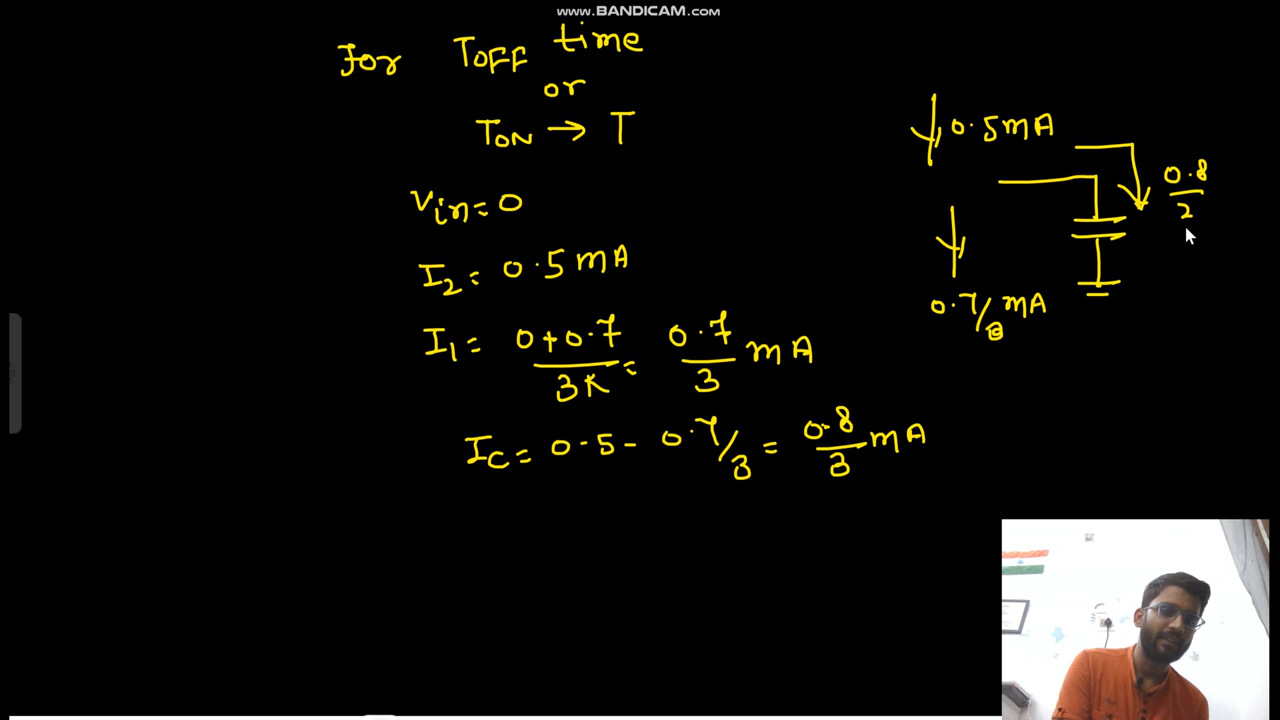 WWW.BANDICAM.COM
For TOFF time
or
TON → T
Vin = 0
I2 = 0.5 mA
I1 = (0+0.7)/3K = 0.7/3 mA
IC = 0.5 - 0.7/3 = 0.8/3 mA
0.5mA
0.8/2
0.7/3 mA